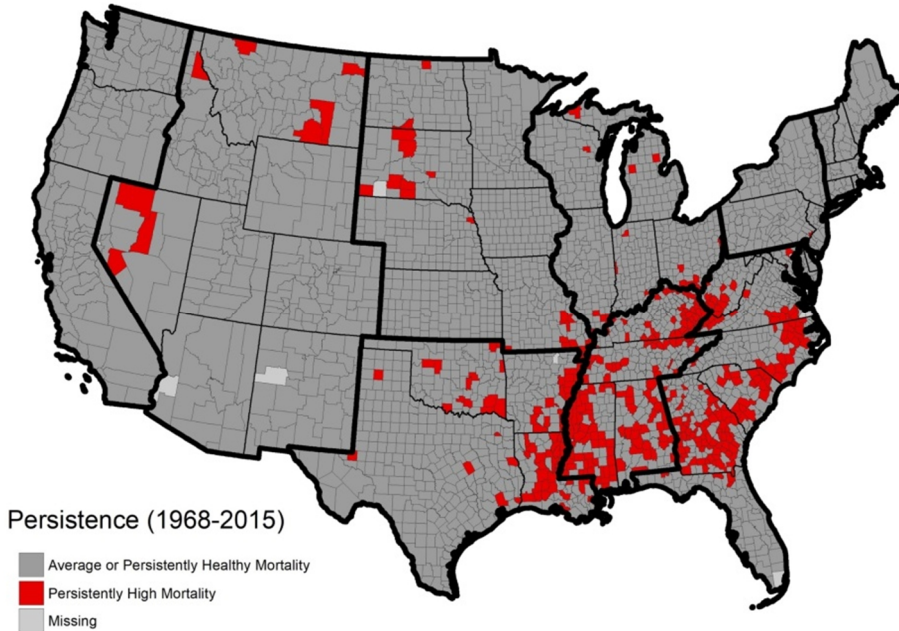 Persistence (1968-2015)
Average or Persistently Healthy Mortality
Persistently High Mortality
Missing